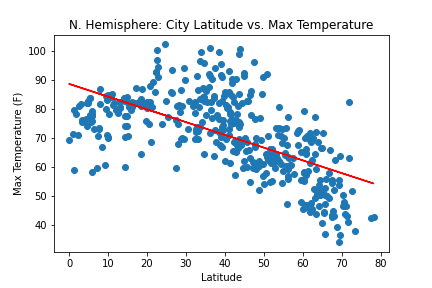 N. Hemisphere: City Latitude vs. Max Temperature
100
90
80
70
60
50
40
Max Temperature (F)
0 10 20 30 40 50 60 70 80
Latitude